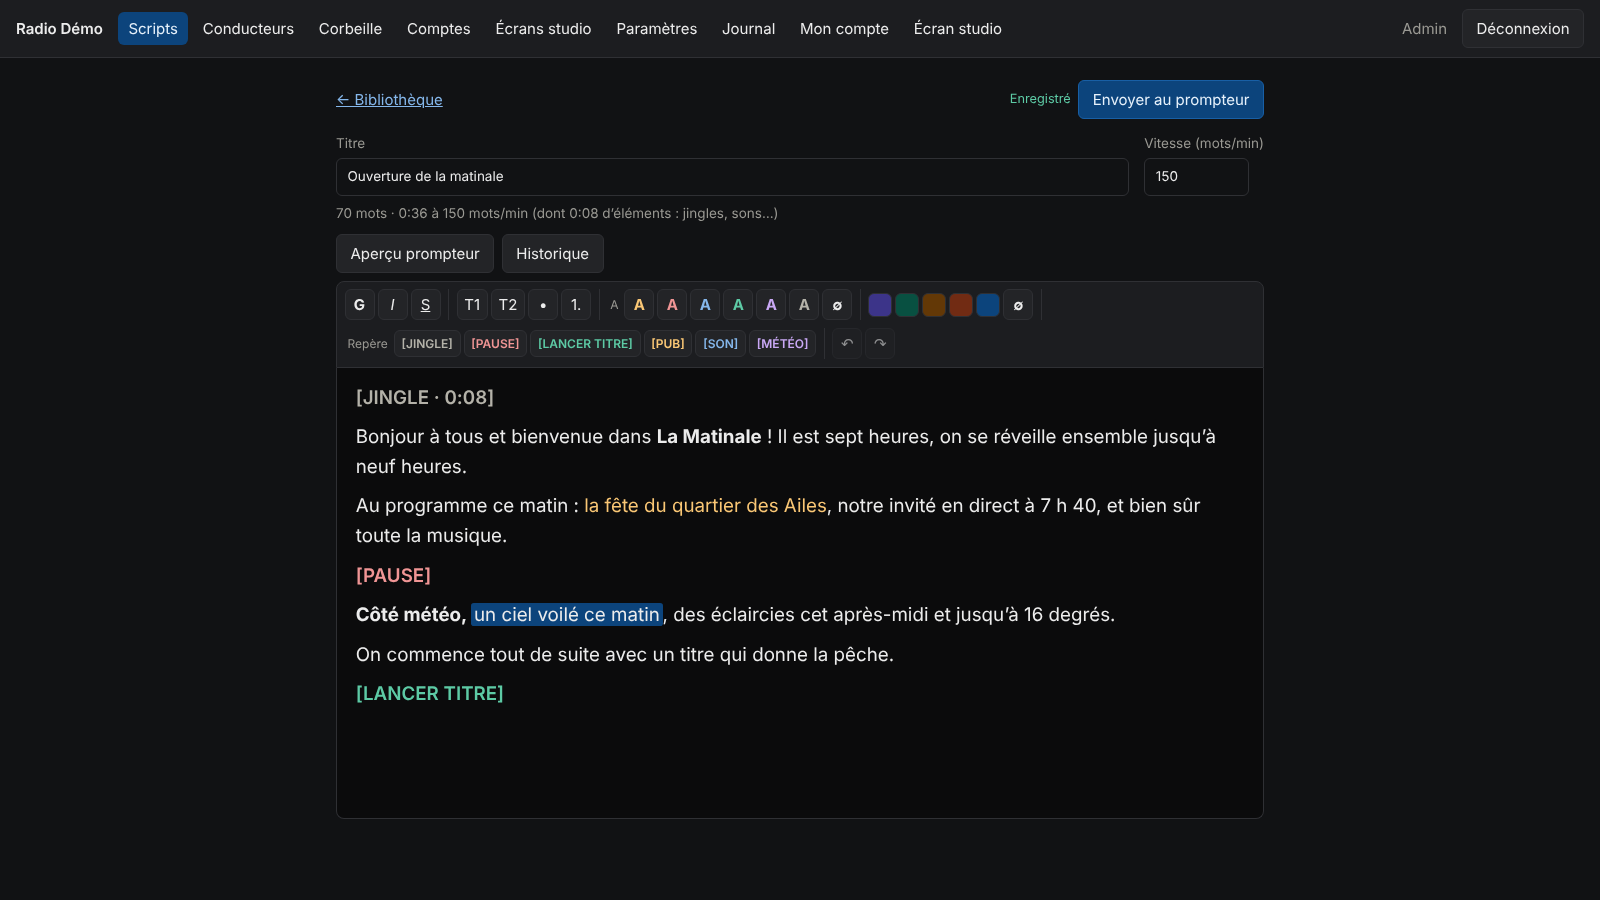 Radio Démo Scripts Conducteurs Corbeille Comptes Écrans studio Paramètres Journal Mon compte Écran studio Admin Déconnexion
← Bibliothèque Enregistré Envoyer au prompteur
Titre Vitesse (mots/min)
Ouverture de la matinale 150
70 mots · 0:36 à 150 mots/min (dont 0:08 d’éléments : jingles, sons…)
Aperçu prompteur Historique
G I S T1 T2 • 1. A A A A A A A ø ø
Repère [JINGLE] [PAUSE] [LANCER TITRE] [PUB] [SON] [MÉTÉO] ↶ ↷
[JINGLE · 0:08]
Bonjour à tous et bienvenue dans La Matinale ! Il est sept heures, on se réveille ensemble jusqu’à
neuf heures.
Au programme ce matin : la fête du quartier des Ailes, notre invité en direct à 7 h 40, et bien sûr
toute la musique.
[PAUSE]
Côté météo, un ciel voilé ce matin, des éclaircies cet après-midi et jusqu’à 16 degrés.
On commence tout de suite avec un titre qui donne la pêche.
[LANCER TITRE]